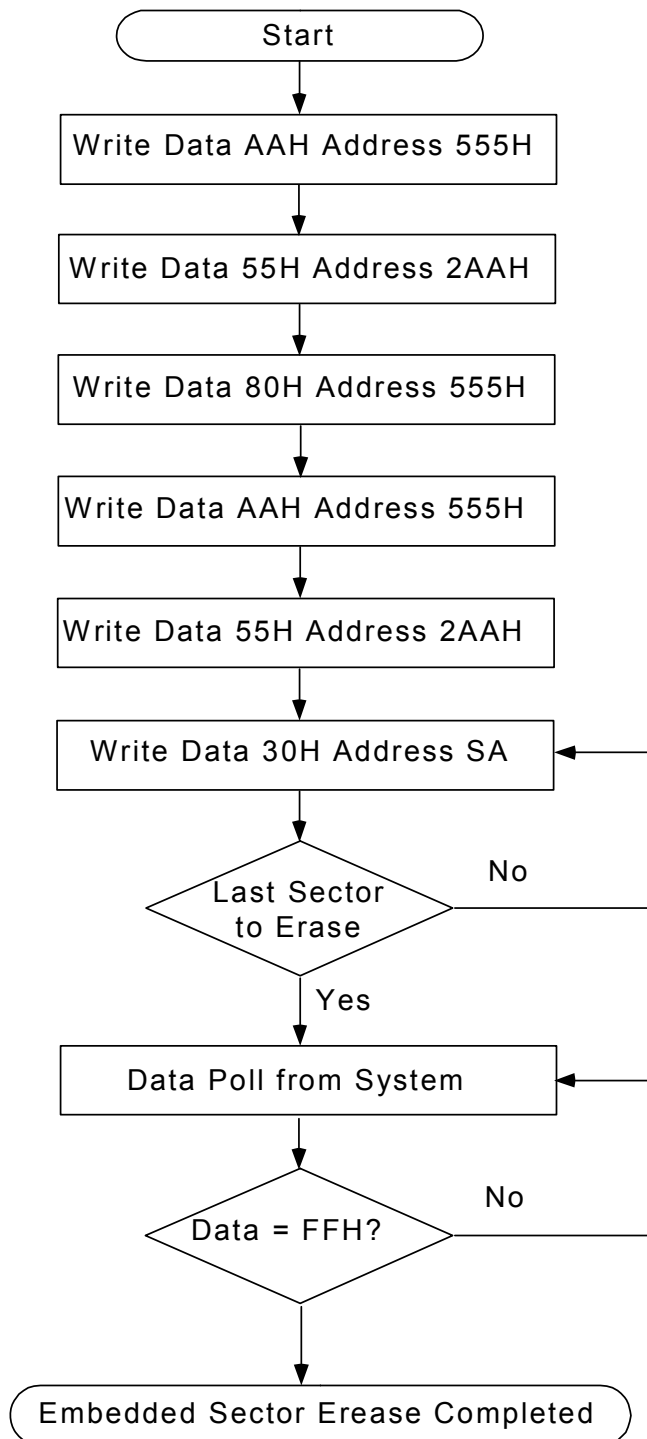 Start
Write Data AAH Address 555H
Write Data 55H Address 2AAH
Write Data 80H Address 555H
Write Data AAH Address 555H
Write Data 55H Address 2AAH
Write Data 30H Address SA
Last Sector
to Erase
No
Yes
Data Poll from System
Data = FFH?
No
Embedded Sector Erease Completed